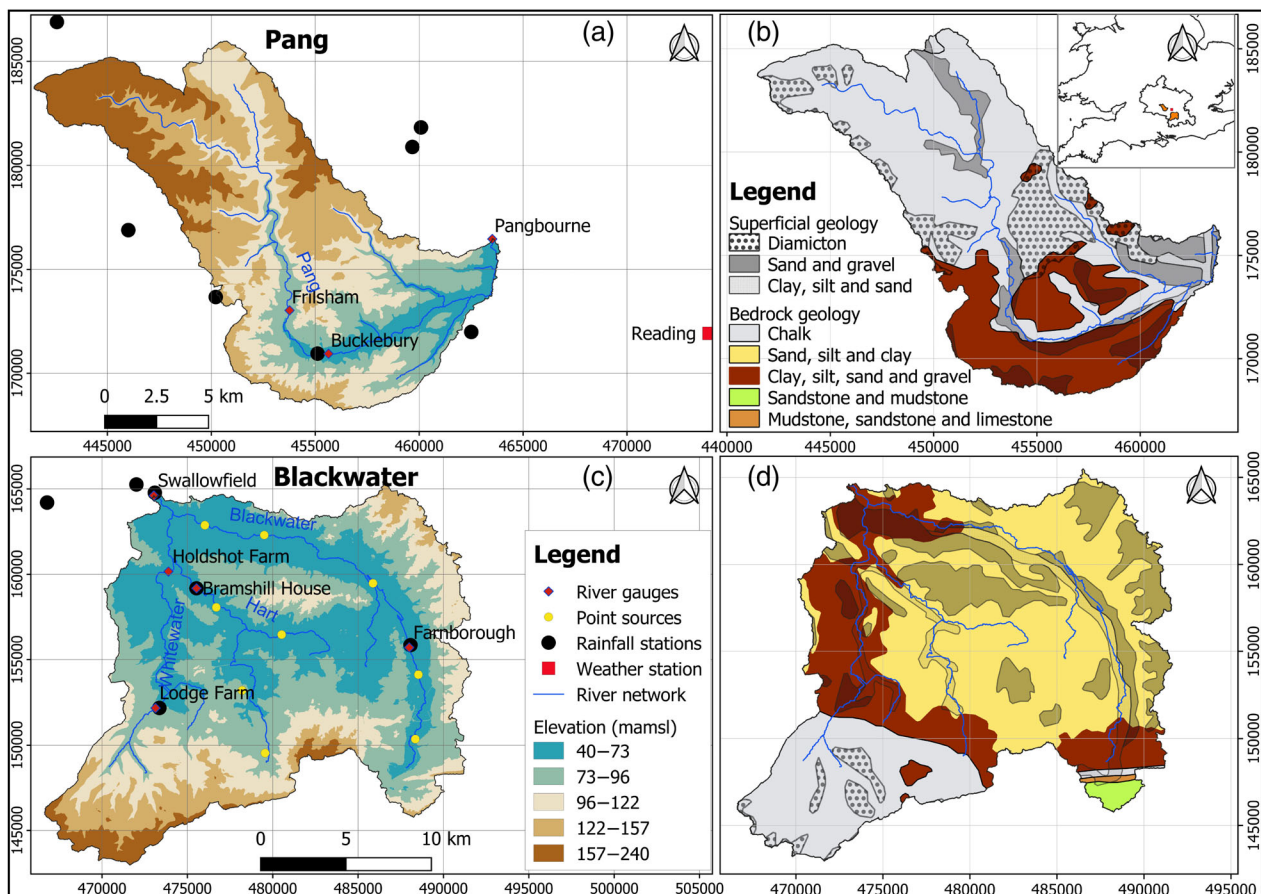 Pang
(a)
185000
180000
175000
170000
Pangbourne
Pang
Frilsham
Bucklebury
Reading
0 2.5 5 km
445000 450000 455000 460000 465000 470000
(b)
Legend
Superficial geology
Diamicton
Sand and gravel
Clay, silt and sand
Bedrock geology
Chalk
Sand, silt and clay
Clay, silt, sand and gravel
Sandstone and mudstone
Mudstone, sandstone and limestone
185000
180000
175000
170000
440000 445000 450000 455000 460000
Blackwater
(c)
165000
160000
155000
150000
145000
Swallowfield
Blackwater
Holdshot Farm
Bramshill House
Hart
Whitewater
Farnborough
Lodge Farm
0 5 10 km
Legend
River gauges
Point sources
Rainfall stations
Weather station
River network
Elevation (mamsl)
40–73
73–96
96–122
122–157
157–240
470000 475000 480000 485000 490000 495000 500000 505000
(d)
165000
160000
155000
150000
145000
470000 475000 480000 485000 490000 495000